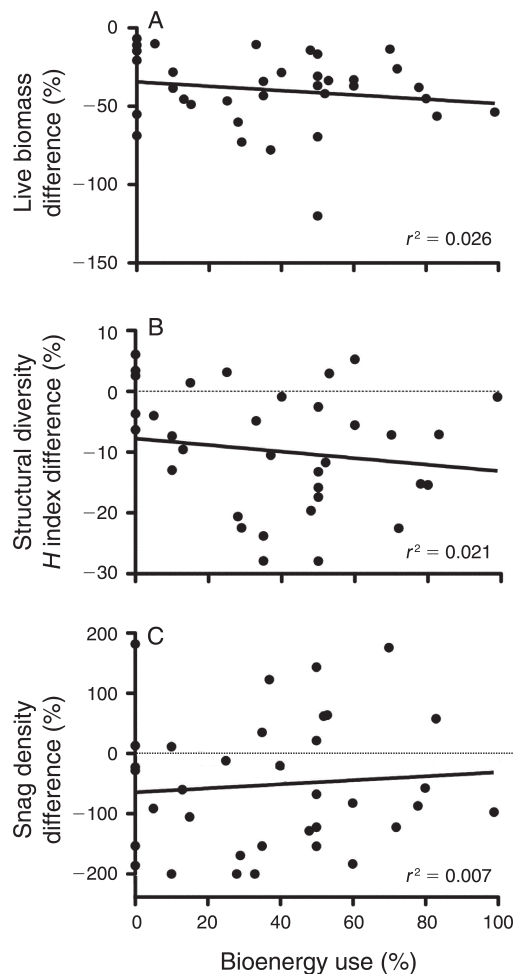 A
Live biomass
difference (%)
0
−50
−100
−150
r² = 0.026
B
Structural diversity
H index difference (%)
10
0
−10
−20
−30
r² = 0.021
C
Snag density
difference (%)
200
100
0
−100
−200
r² = 0.007
0 20 40 60 80 100
Bioenergy use (%)